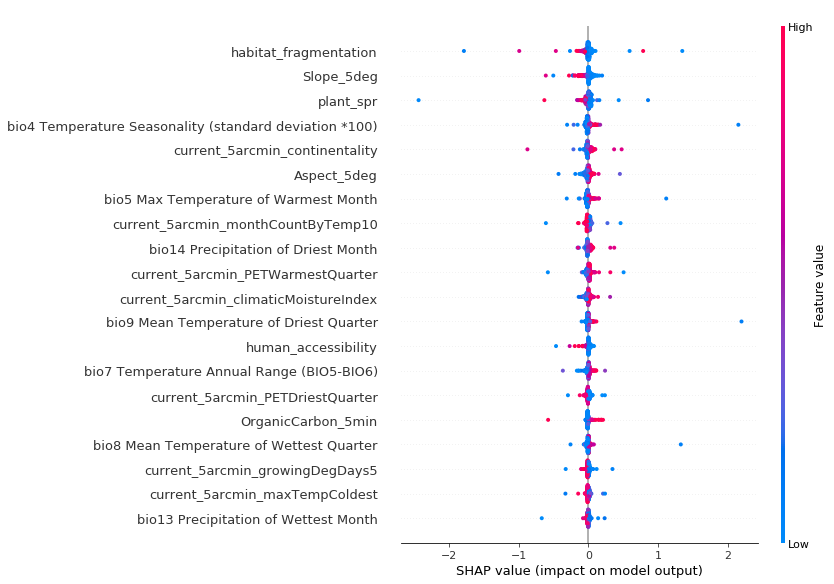 High
habitat_fragmentation
Slope_5deg
plant_spr
bio4 Temperature Seasonality (standard deviation *100)
current_5arcmin_continentality
Aspect_5deg
bio5 Max Temperature of Warmest Month
current_5arcmin_monthCountByTemp10
bio14 Precipitation of Driest Month
current_5arcmin_PETWarmestQuarter
current_5arcmin_climaticMoistureIndex
bio9 Mean Temperature of Driest Quarter
human_accessibility
bio7 Temperature Annual Range (BIO5-BIO6)
current_5arcmin_PETDriestQuarter
OrganicCarbon_5min
bio8 Mean Temperature of Wettest Quarter
current_5arcmin_growingDegDays5
current_5arcmin_maxTempColdest
bio13 Precipitation of Wettest Month
Feature value
Low
−2 −1 0 1 2
SHAP value (impact on model output)